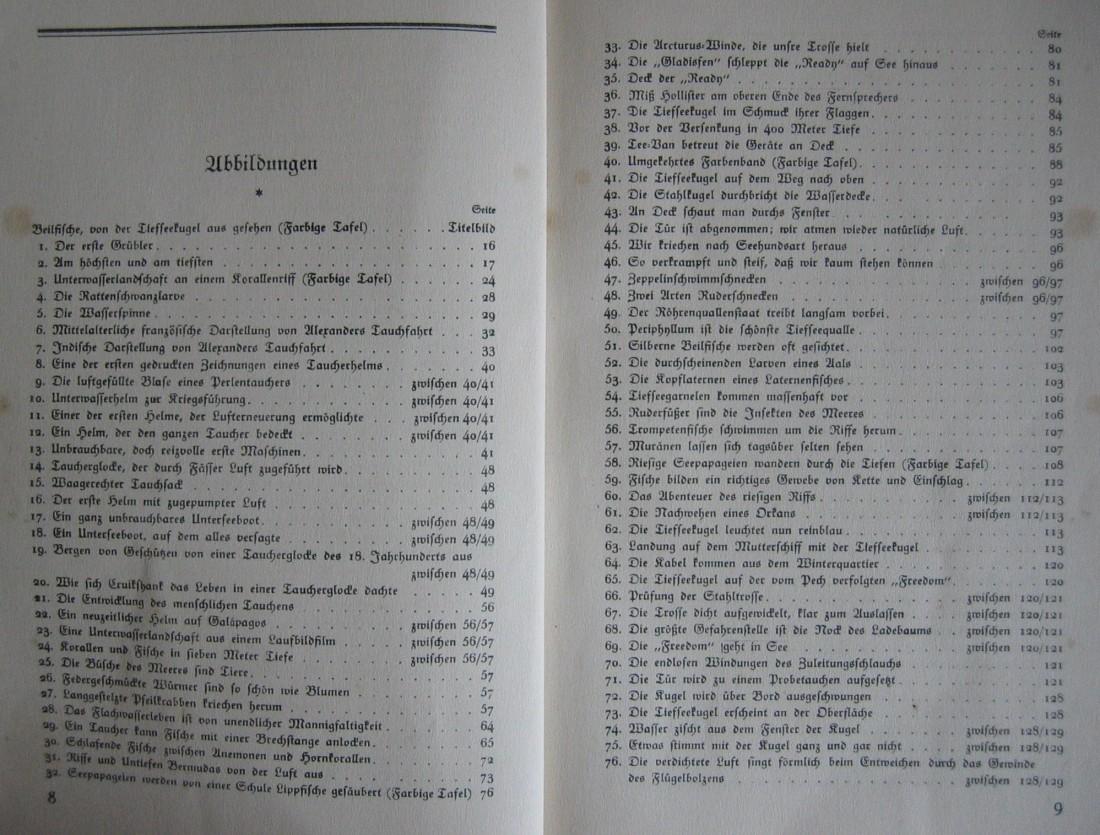 Abbildungen
*
Seite
Beilfische, von der Tiefseekugel aus gesehen (Farbige Tafel) . . . . . Titelbild
1. Der erste Grübler . . . . . 16
2. Am höchsten und am tiefsten . . . . . 17
3. Unterwasserlandschaft an einem Korallenriff (Farbige Tafel) . . . . . 24
4. Die Rattenschwanzlarve . . . . . 28
5. Die Wasserspinne . . . . . 29
6. Mittelalterliche französische Darstellung von Alexanders Tauchfahrt . . . 32
7. Indische Darstellung von Alexanders Tauchfahrt . . . . . 33
8. Eine der ersten gedruckten Zeichnungen eines Taucherhelms . . . . . 40
9. Die luftgefüllte Blase eines Perlentauchers . . . . . zwischen 40/41
10. Unterwasserhelm zur Kriegsführung . . . . . zwischen 40/41
11. Einer der ersten Helme, der Lufterneuerung ermöglichte . . . zwischen 40/41
12. Ein Helm, der den ganzen Taucher bedeckt . . . . . zwischen 40/41
13. Unbrauchbare, doch reizvolle erste Maschinen . . . . . 41
14. Taucherglocke, der durch Fässer Luft zugeführt wird . . . . . 48
15. Waagerechter Tauchsack . . . . . 48
16. Der erste Helm mit zugepumpter Luft . . . . . 48
17. Ein ganz unbrauchbares Unterseeboot . . . . . zwischen 48/49
18. Ein Unterseeboot, auf dem alles versagte . . . . . zwischen 48/49
19. Bergen von Geschützen von einer Taucherglocke des 18. Jahrhunderts aus
zwischen 48/49
20. Wie sich Cruikshank das Leben in einer Taucherglocke dachte . . . . . 49
21. Die Entwicklung des menschlichen Tauchens . . . . . 56
22. Ein neuzeitlicher Helm auf Galápagos . . . . . zwischen 56/57
23. Eine Unterwasserlandschaft aus einem Laufbildfilm . . . . . zwischen 56/57
24. Korallen und Fische in sieben Meter Tiefe . . . . . zwischen 56/57
25. Die Büsche des Meeres sind Tiere . . . . . 57
26. Federgeschmückte Würmer sind so schön wie Blumen . . . . . 57
27. Langgestelzte Pfeilkrabben kriechen herum . . . . . 57
28. Das Flachwasserleben ist von unendlicher Mannigfaltigkeit . . . . . 64
29. Ein Taucher kann Fische mit einer Brechstange anlocken . . . . . 65
30. Schlafende Fische zwischen Anemonen und Hornkorallen . . . . . 72
31. Riffe und Untiefen Bermudas von der Luft aus . . . . . 73
32. Seepapageien werden von einer Schule Lippfische gesäubert (Farbige Tafel) 76
8
Seite
33. Die Arcturus-Winde, die unsre Trosse hielt . . . . . 80
34. Die „Gladisfen“ schleppt die „Ready“ auf See hinaus . . . . . 81
35. Deck der „Ready“ . . . . . 81
36. Miß Hollister am oberen Ende des Fernsprechers . . . . . 84
37. Die Tiefseekugel im Schmuck ihrer Flaggen . . . . . 84
38. Vor der Versenkung in 400 Meter Tiefe . . . . . 85
39. Tee-Van betreut die Geräte an Deck . . . . . 85
40. Umgekehrtes Farbenband (Farbige Tafel) . . . . . 88
41. Die Tiefseekugel auf dem Weg nach oben . . . . . 92
42. Die Stahlkugel durchbricht die Wasserdecke . . . . . 92
43. An Deck schaut man durchs Fenster . . . . . 93
44. Die Tür ist abgenommen; wir atmen wieder natürliche Luft . . . . . 93
45. Wir kriechen nach Seehundsart heraus . . . . . 96
46. So verkrampft und steif, daß wir kaum stehen können . . . . . 96
47. Zeppelinschwimmschnecken . . . . . zwischen 96/97
48. Zwei Arten Ruderschnecken . . . . . zwischen 96/97
49. Der Röhrenquallenstaat treibt langsam vorbei . . . . . 97
50. Periphyllum ist die schönste Tiefseequalle . . . . . 97
51. Silberne Beilfische werden oft gesichtet . . . . . 102
52. Die durchscheinenden Larven eines Aals . . . . . 103
53. Die Kopflaternen eines Laternenfisches . . . . . 103
54. Tiefseegarnelen kommen massenhaft vor . . . . . 106
55. Ruderfüßer sind die Insekten des Meeres . . . . . 106
56. Trompetenfische schwimmen um die Riffe herum . . . . . 107
57. Muränen lassen sich tagsüber selten sehen . . . . . 107
58. Riesige Seepapageien wandern durch die Tiefen (Farbige Tafel) . . . . . 108
59. Fische bilden ein richtiges Gewebe von Kette und Einschlag . . . . . 112
60. Das Abenteuer des riesigen Riffs . . . . . zwischen 112/113
61. Die Nachwehen eines Orkans . . . . . zwischen 112/113
62. Die Tiefseekugel leuchtet nun reinblau . . . . . 113
63. Landung auf dem Mutterschiff mit der Tiefseekugel . . . . . 113
64. Die Kabel kommen aus dem Winterquartier . . . . . 120
65. Die Tiefseekugel auf der vom Pech verfolgten „Freedom“ . . . . . 120
66. Prüfung der Stahltrosse . . . . . zwischen 120/121
67. Die Trosse dicht aufgewickelt, klar zum Auslassen . . . . . zwischen 120/121
68. Die größte Gefahrenstelle ist die Nock des Ladebaums . . . zwischen 120/121
69. Die „Freedom“ geht in See . . . . . zwischen 120/121
70. Die endlosen Windungen des Zuleitungsschlauchs . . . . . 121
71. Die Tür wird zu einem Probetauchen aufgesetzt . . . . . 121
72. Die Kugel wird über Bord ausgeschwungen . . . . . 128
73. Die Tiefseekugel erscheint an der Oberfläche . . . . . 128
74. Wasser zischt aus dem Fenster der Kugel . . . . . zwischen 128/129
75. Etwas stimmt mit der Kugel ganz und gar nicht . . . . . zwischen 128/129
76. Die verdichtete Luft singt förmlich beim Entweichen durch das Gewinde
des Flügelbolzens . . . . . zwischen 128/129
9